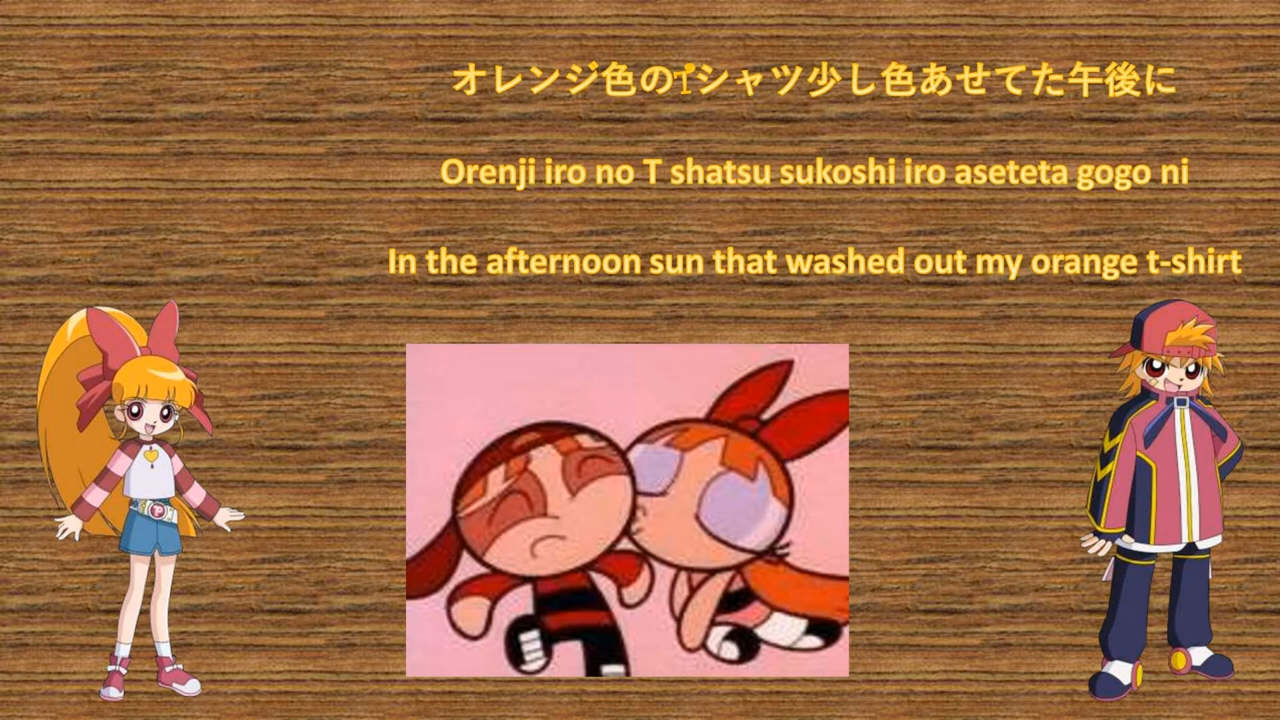 オレンジ色のTシャツ少し色あせてた午後に
Orenji iro no T shatsu sukoshi iro aseteta gogo ni
In the afternoon sun that washed out my orange t-shirt